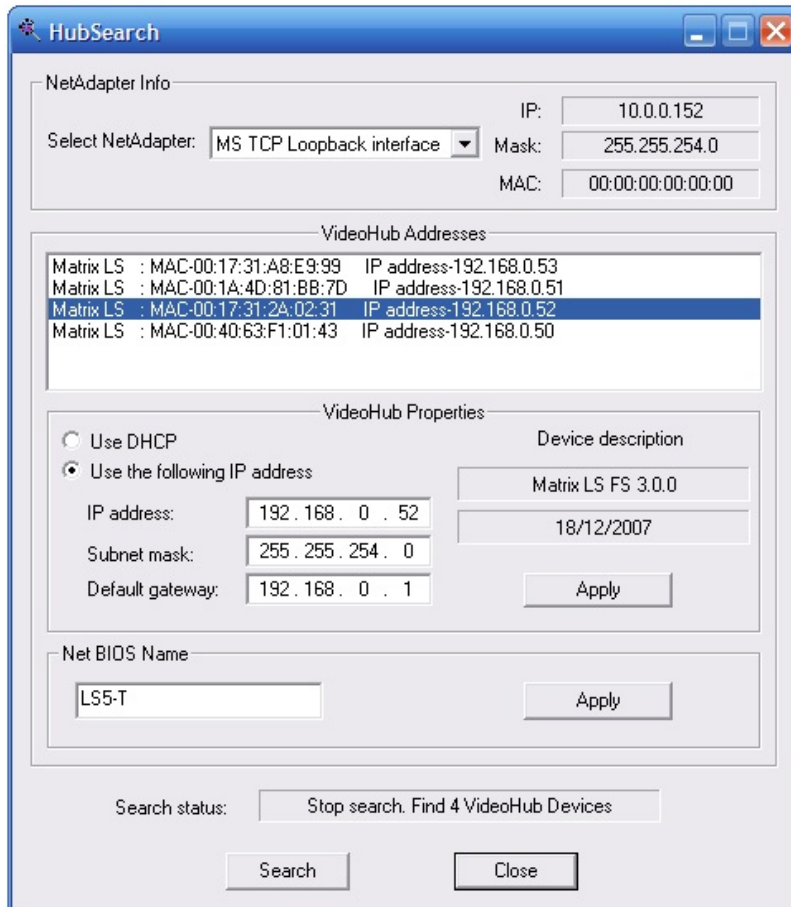 HubSearch
NetAdapter Info
IP: 10.0.0.152
Select NetAdapter: MS TCP Loopback interface Mask: 255.255.254.0
MAC: 00:00:00:00:00:00
VideoHub Addresses
Matrix LS : MAC-00:17:31:A8:E9:99 IP address-192.168.0.53
Matrix LS : MAC-00:1A:4D:81:BB:7D IP address-192.168.0.51
Matrix LS : MAC-00:17:31:2A:02:31 IP address-192.168.0.52
Matrix LS : MAC-00:40:63:F1:01:43 IP address-192.168.0.50
VideoHub Properties
Use DHCP Device description
Use the following IP address
Matrix LS FS 3.0.0
IP address: 192 . 168 . 0 . 52
18/12/2007
Subnet mask: 255 . 255 . 254 . 0
Default gateway: 192 . 168 . 0 . 1 Apply
Net BIOS Name
LS5-T Apply
Search status: Stop search. Find 4 VideoHub Devices
Search Close